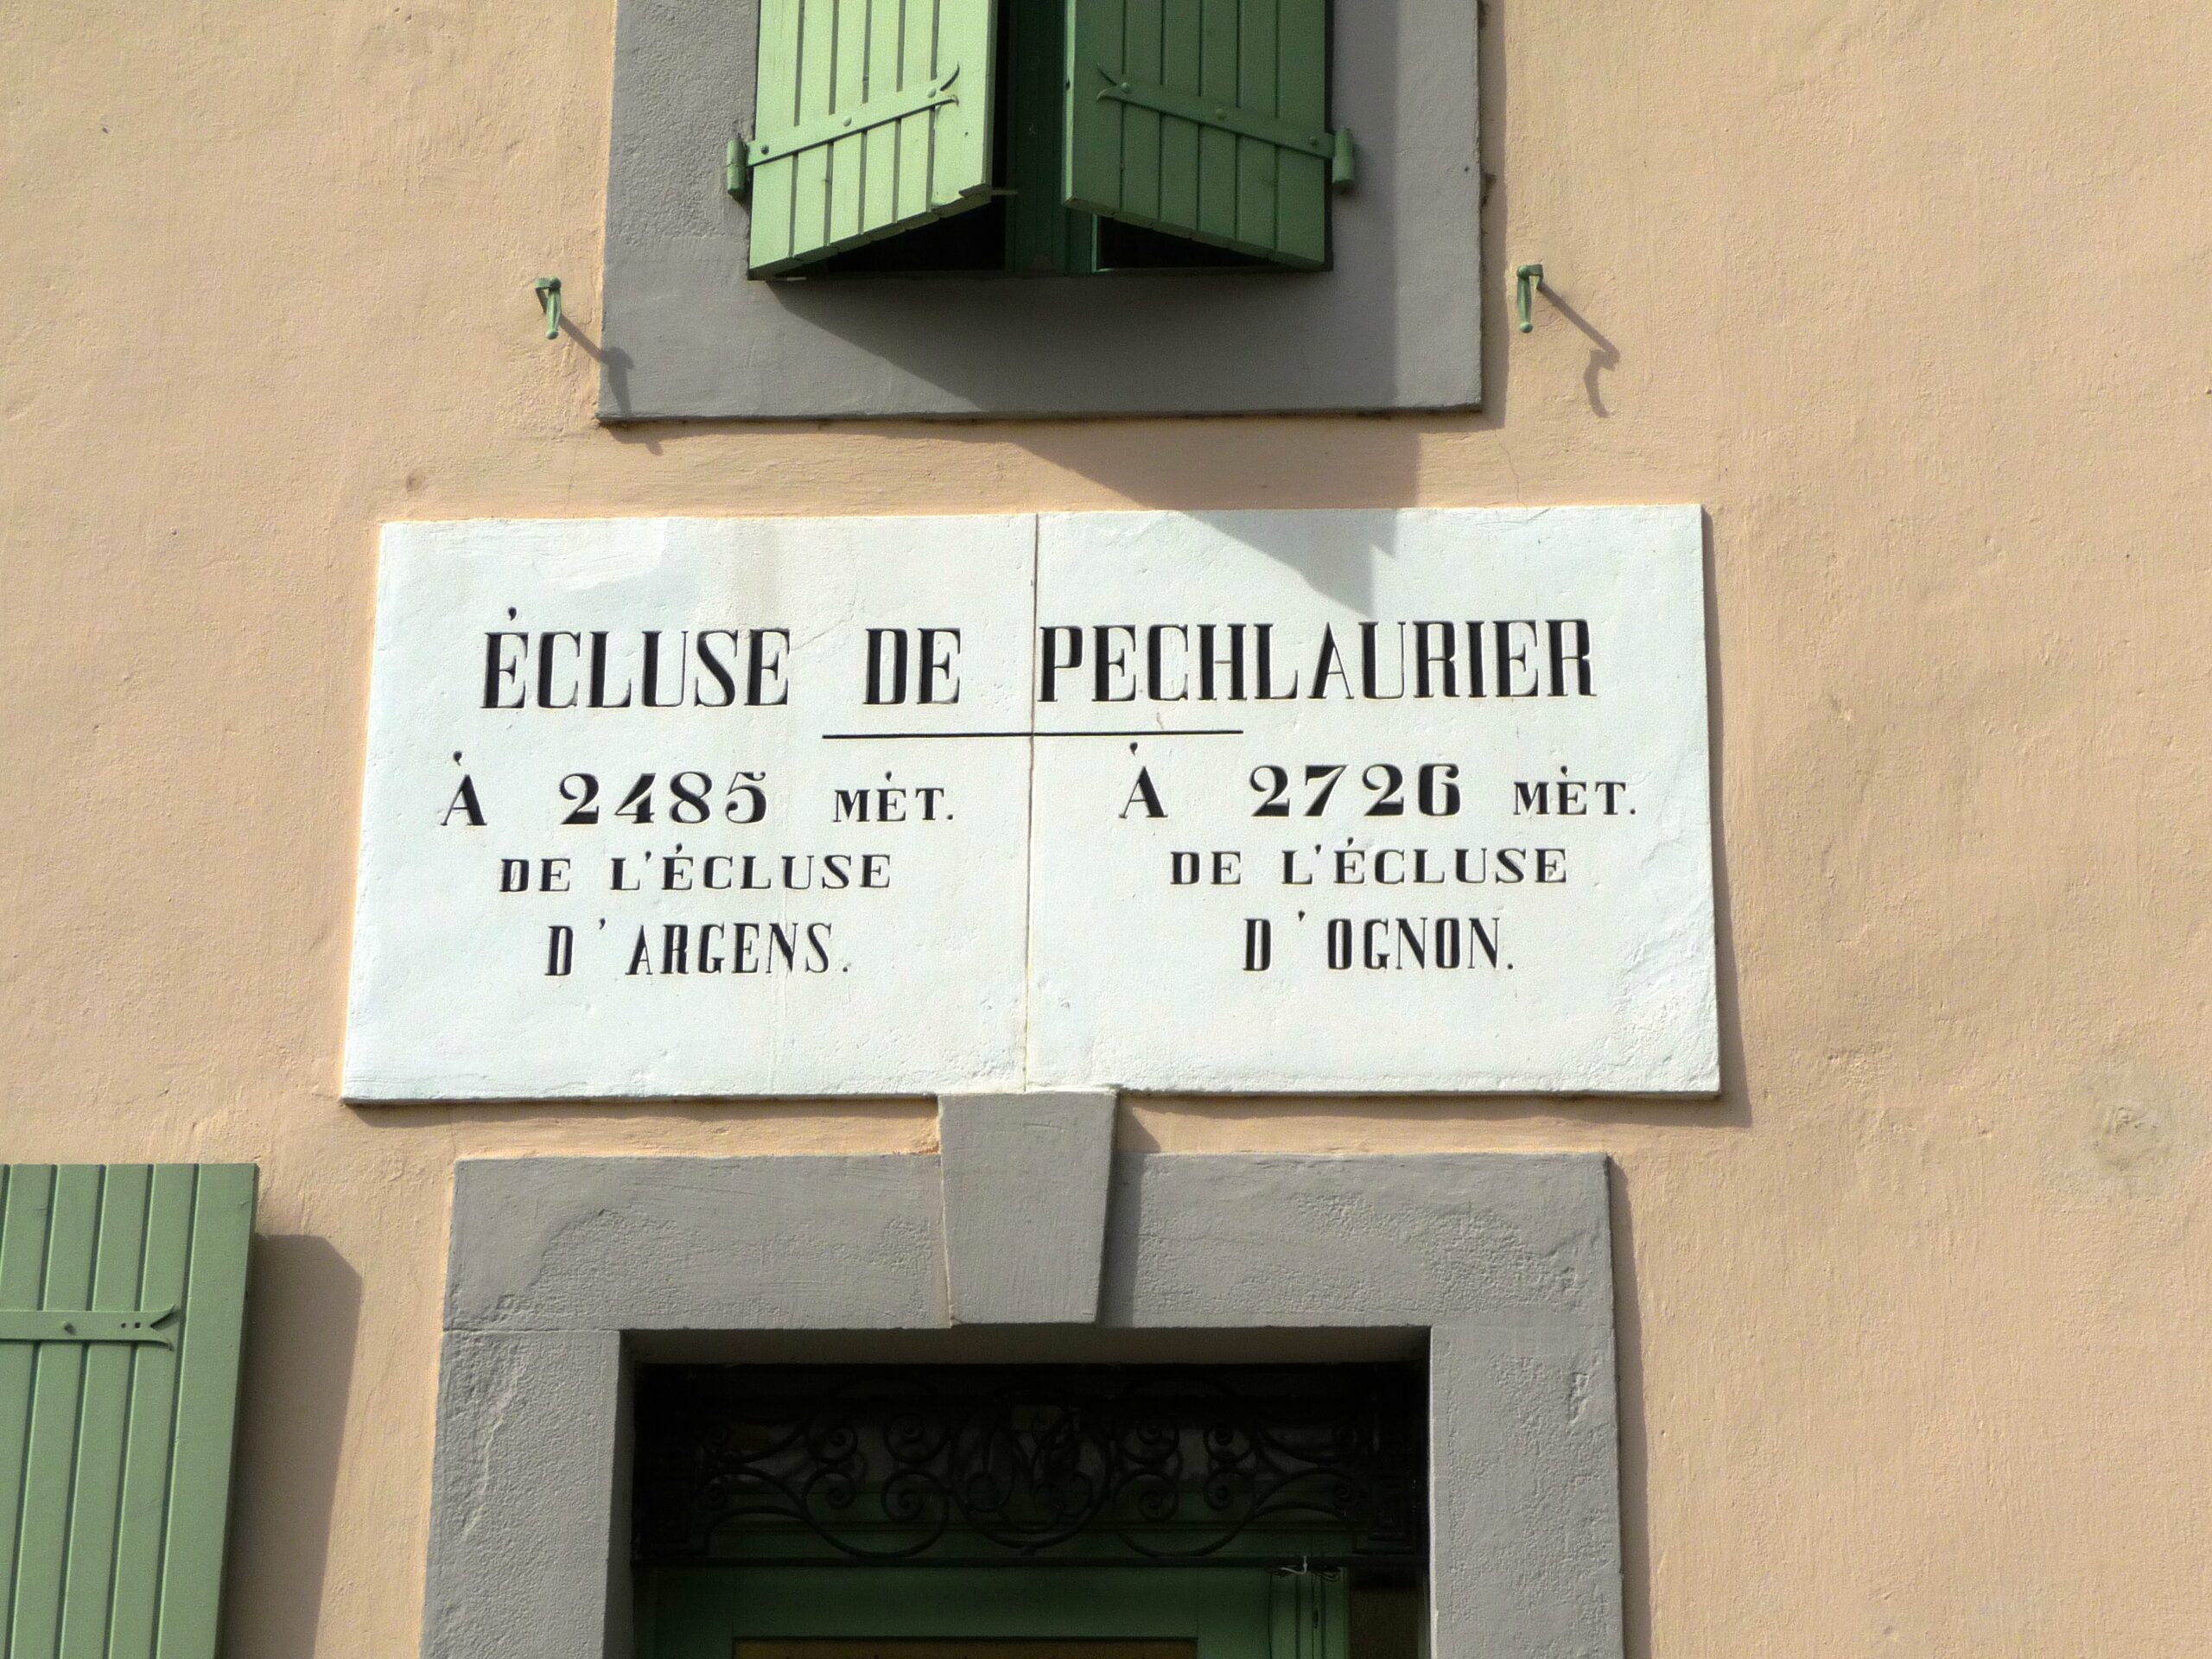 ÉCLUSE DE PECHLAURIER
À 2485 MÈT.
DE L'ÉCLUSE
D'ARGENS.
À 2726 MÈT.
DE L'ÉCLUSE
D'OGNON.